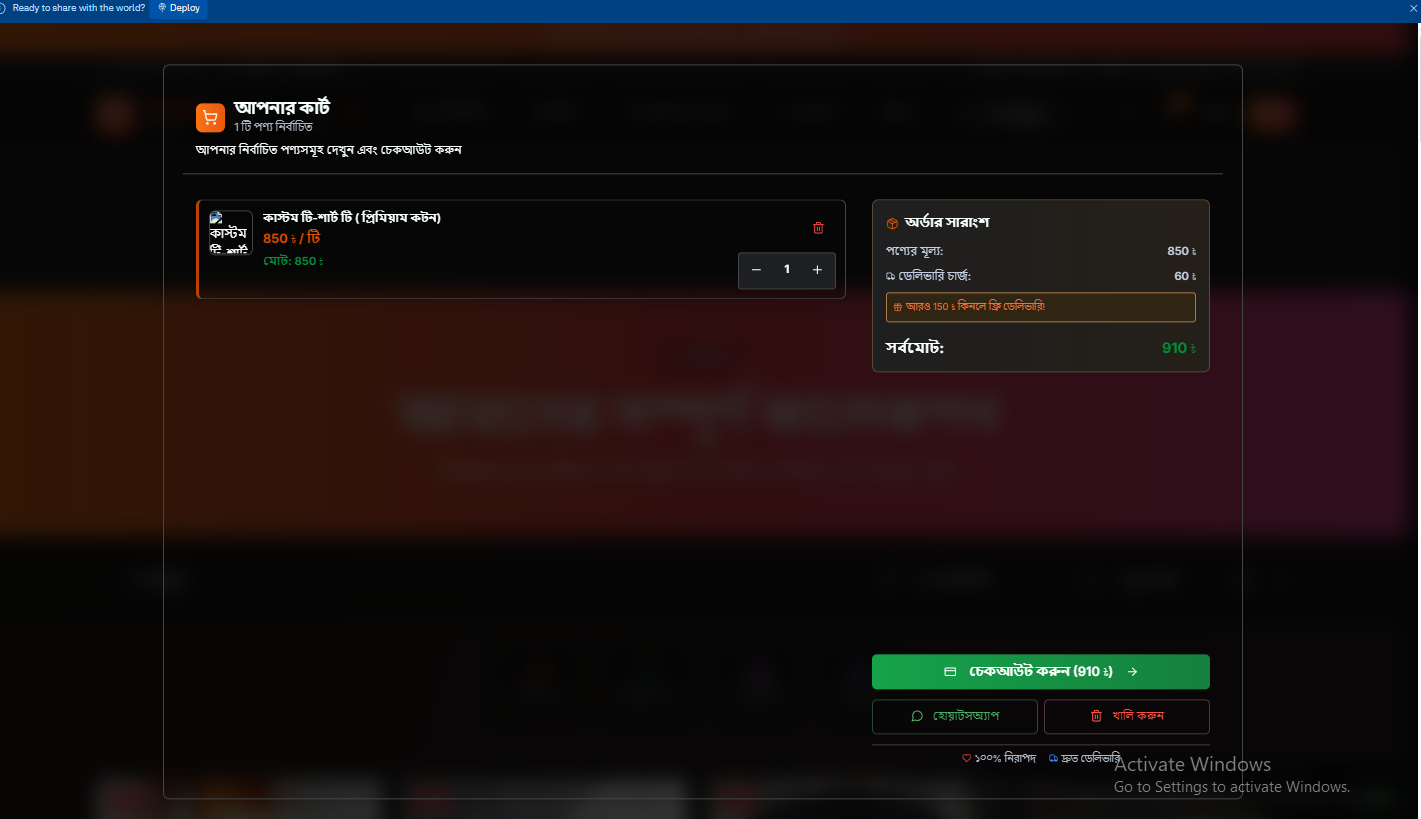 Ready to share with the world?
Deploy
আপনার কার্ট
1 টি পণ্য নির্বাচিত
আপনার নির্বাচিত পণ্যসমূহ দেখুন এবং চেকআউট করুন
কাস্টম
টি-শার্ট
কাস্টম টি-শার্ট টি ( প্রিমিয়াম কটন)
850 ৳ / টি
মোট: 850 ৳
1
অর্ডার সারাংশ
পণ্যের মূল্য: 850 ৳
ডেলিভারি চার্জ: 60 ৳
আরও 150 ৳ কিনলে ফ্রি ডেলিভারি!
সর্বমোট: 910 ৳
চেকআউট করুন (910 ৳)
হোয়াটসঅ্যাপ
খালি করুন
১০০% নিরাপদ
দ্রুত ডেলিভারি
Activate Windows
Go to Settings to activate Windows.